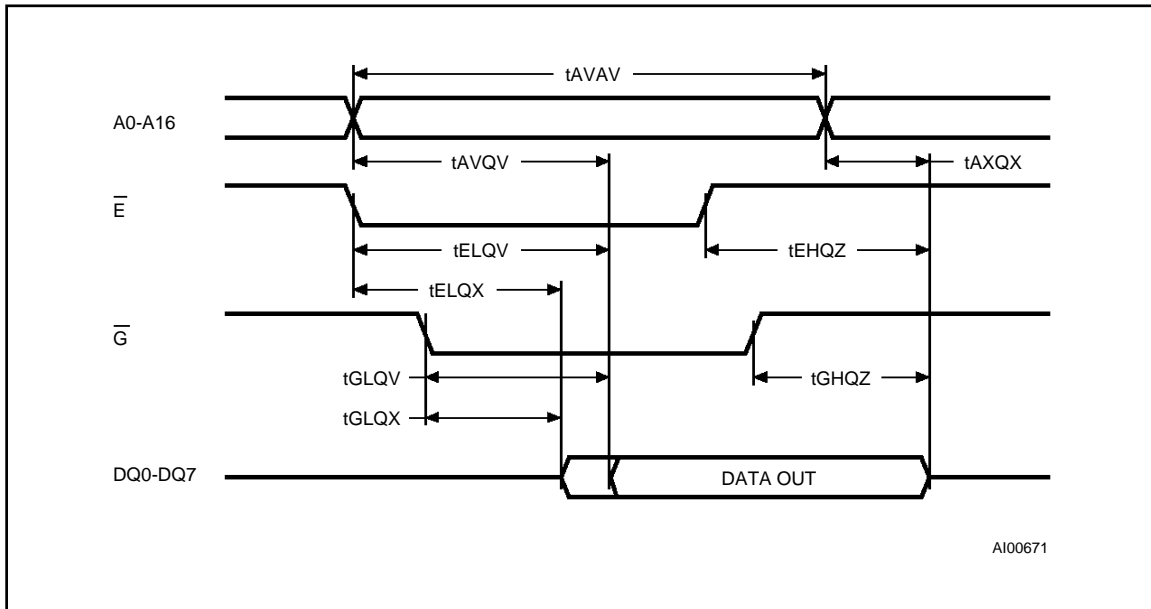 tAVAV
A0-A16
tAVQV
tAXQX
E̅
tELQV
tEHQZ
tELQX
G̅
tGLQV
tGHQZ
tGLQX
DQ0-DQ7
DATA OUT
AI00671